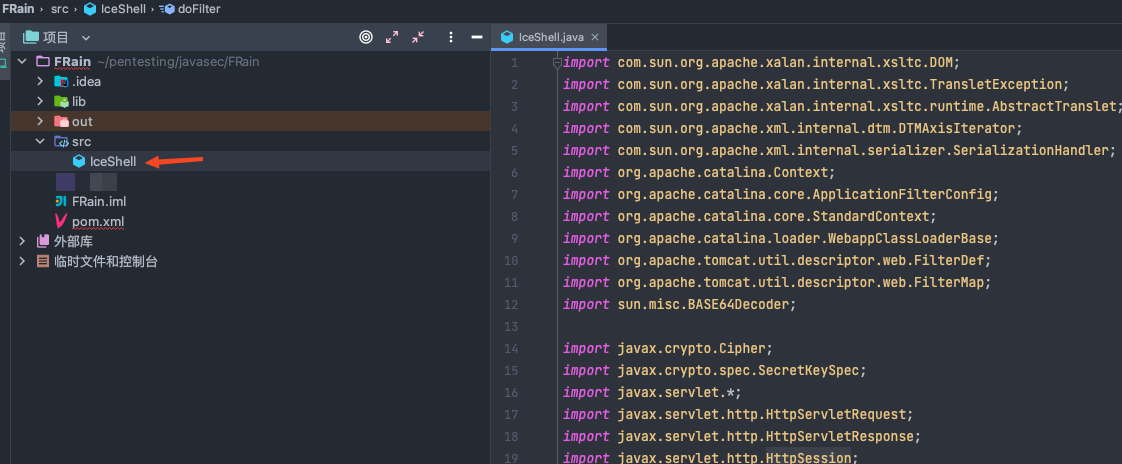 FRain › src › IceShell › doFilter
项目
IceShell.java ×
FRain ~/pentesting/javasec/FRain
.idea
lib
out
src
IceShell
FRain.iml
pom.xml
外部库
临时文件和控制台
1 import com.sun.org.apache.xalan.internal.xsltc.DOM;
2 import com.sun.org.apache.xalan.internal.xsltc.TransletException;
3 import com.sun.org.apache.xalan.internal.xsltc.runtime.AbstractTranslet;
4 import com.sun.org.apache.xml.internal.dtm.DTMAxisIterator;
5 import com.sun.org.apache.xml.internal.serializer.SerializationHandler;
6 import org.apache.catalina.Context;
7 import org.apache.catalina.core.ApplicationFilterConfig;
8 import org.apache.catalina.core.StandardContext;
9 import org.apache.catalina.loader.WebappClassLoaderBase;
10 import org.apache.tomcat.util.descriptor.web.FilterDef;
11 import org.apache.tomcat.util.descriptor.web.FilterMap;
12 import sun.misc.BASE64Decoder;
13
14 import javax.crypto.Cipher;
15 import javax.crypto.spec.SecretKeySpec;
16 import javax.servlet.*;
17 import javax.servlet.http.HttpServletRequest;
18 import javax.servlet.http.HttpServletResponse;
19 import javax.servlet.http.HttpSession;